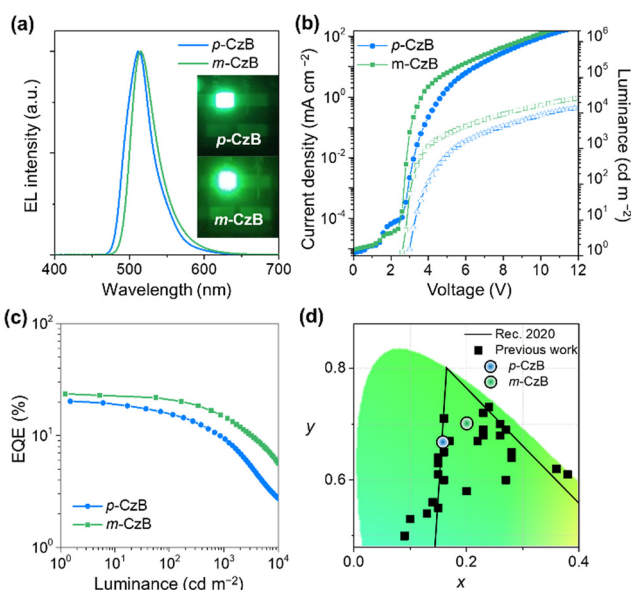 (a)
EL intensity (a.u.)
p-CzB
m-CzB
p-CzB
m-CzB
400 500 600 700
Wavelength (nm)
(b)
Current density (mA cm⁻²)
10²
10⁰
10⁻²
10⁻⁴
p-CzB
m-CzB
10⁶
10⁵
10⁴
10³
10²
10¹
10⁰
Luminance (cd m⁻²)
0 2 4 6 8 10 12
Voltage (V)
(c)
EQE (%)
10²
10¹
10⁰
p-CzB
m-CzB
10⁰ 10¹ 10² 10³ 10⁴
Luminance (cd m⁻²)
(d)
y
0.8
0.6
Rec. 2020
Previous work
p-CzB
m-CzB
0.0 0.2 0.4
x